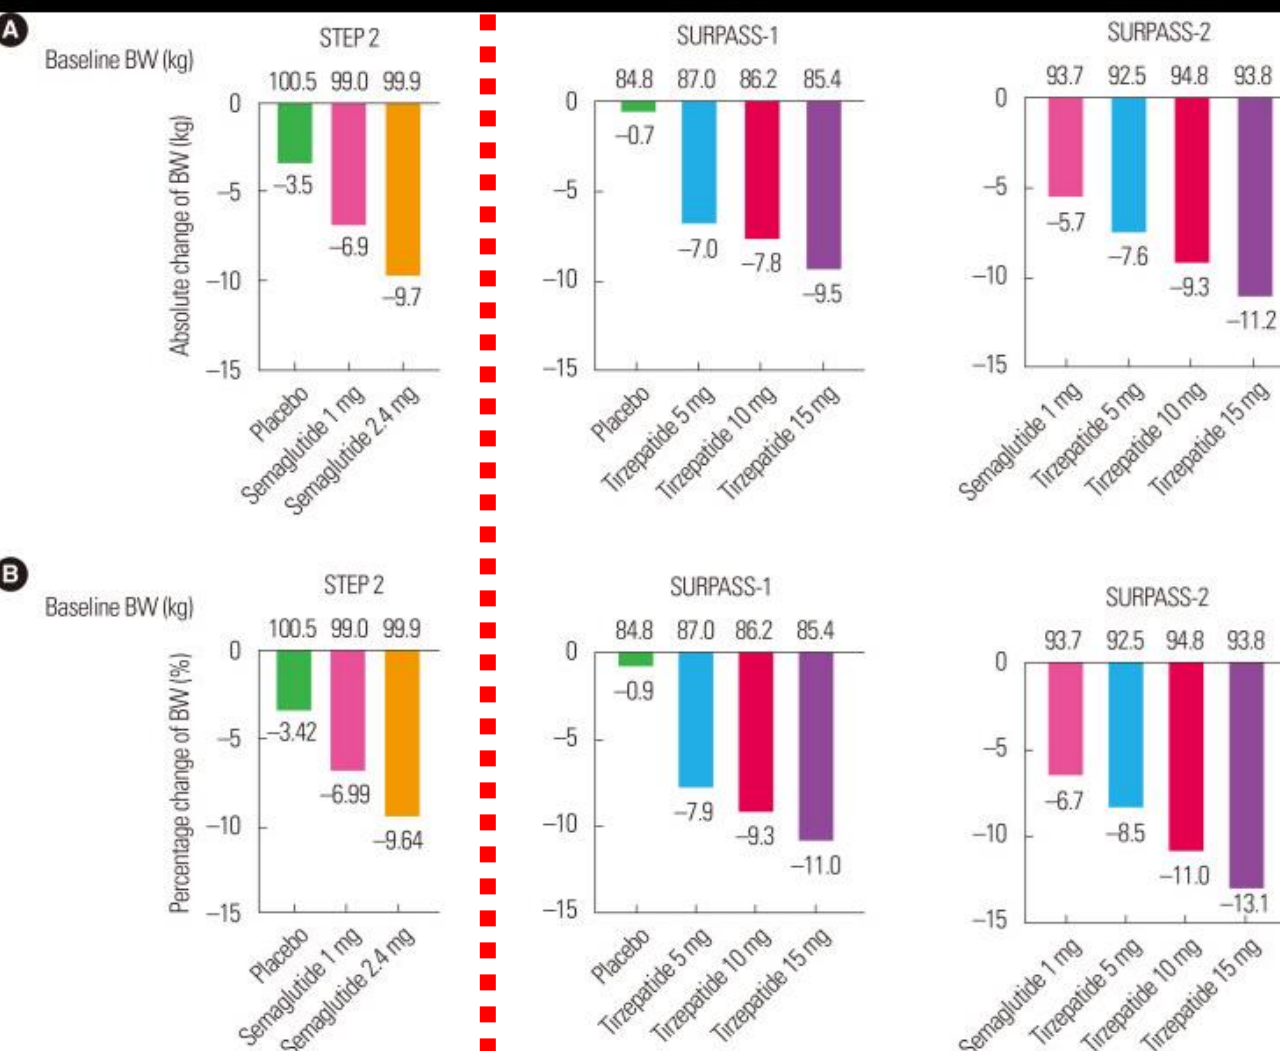 A
STEP 2
SURPASS-1
SURPASS-2
Baseline BW (kg)
100.5 99.0 99.9
84.8 87.0 86.2 85.4
93.7 92.5 94.8 93.8
Absolute change of BW (kg)
0
–5
–10
–15
–3.5
–6.9
–9.7
Placebo
Semaglutide 1 mg
Semaglutide 2.4 mg
0
–5
–10
–15
–0.7
–7.0
–7.8
–9.5
Placebo
Tirzepatide 5 mg
Tirzepatide 10 mg
Tirzepatide 15 mg
0
–5
–10
–15
–5.7
–7.6
–9.3
–11.2
Semaglutide 1 mg
Tirzepatide 5 mg
Tirzepatide 10 mg
Tirzepatide 15 mg
B
STEP 2
SURPASS-1
SURPASS-2
Baseline BW (kg)
100.5 99.0 99.9
84.8 87.0 86.2 85.4
93.7 92.5 94.8 93.8
Percentage change of BW (%)
0
–5
–10
–15
–3.42
–6.99
–9.64
Placebo
Semaglutide 1 mg
Semaglutide 2.4 mg
0
–5
–10
–15
–0.9
–7.9
–9.3
–11.0
Placebo
Tirzepatide 5 mg
Tirzepatide 10 mg
Tirzepatide 15 mg
0
–5
–10
–15
–6.7
–8.5
–11.0
–13.1
Semaglutide 1 mg
Tirzepatide 5 mg
Tirzepatide 10 mg
Tirzepatide 15 mg